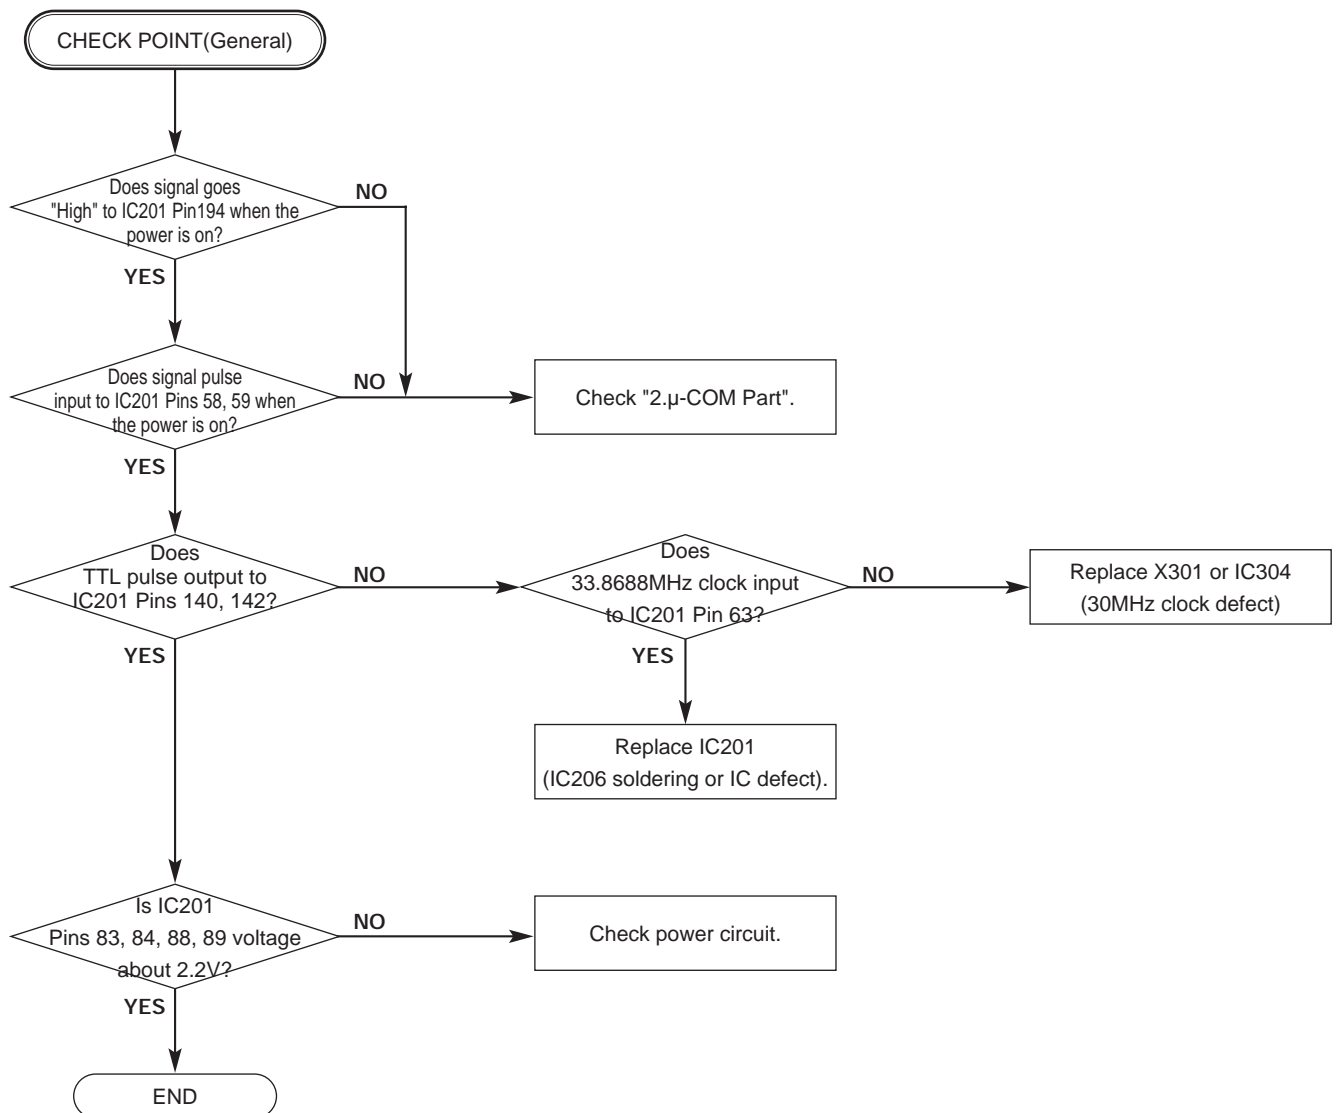 CHECK POINT(General)
Does signal goes
"High" to IC201 Pin194 when the
power is on?
NO
YES
Does signal pulse
input to IC201 Pins 58, 59 when
the power is on?
NO
Check "2.µ-COM Part".
YES
Does
TTL pulse output to
IC201 Pins 140, 142?
NO
Does
33.8688MHz clock input
to IC201 Pin 63?
NO
Replace X301 or IC304
(30MHz clock defect)
YES
YES
Replace IC201
(IC206 soldering or IC defect).
Is IC201
Pins 83, 84, 88, 89 voltage
about 2.2V?
NO
Check power circuit.
YES
END